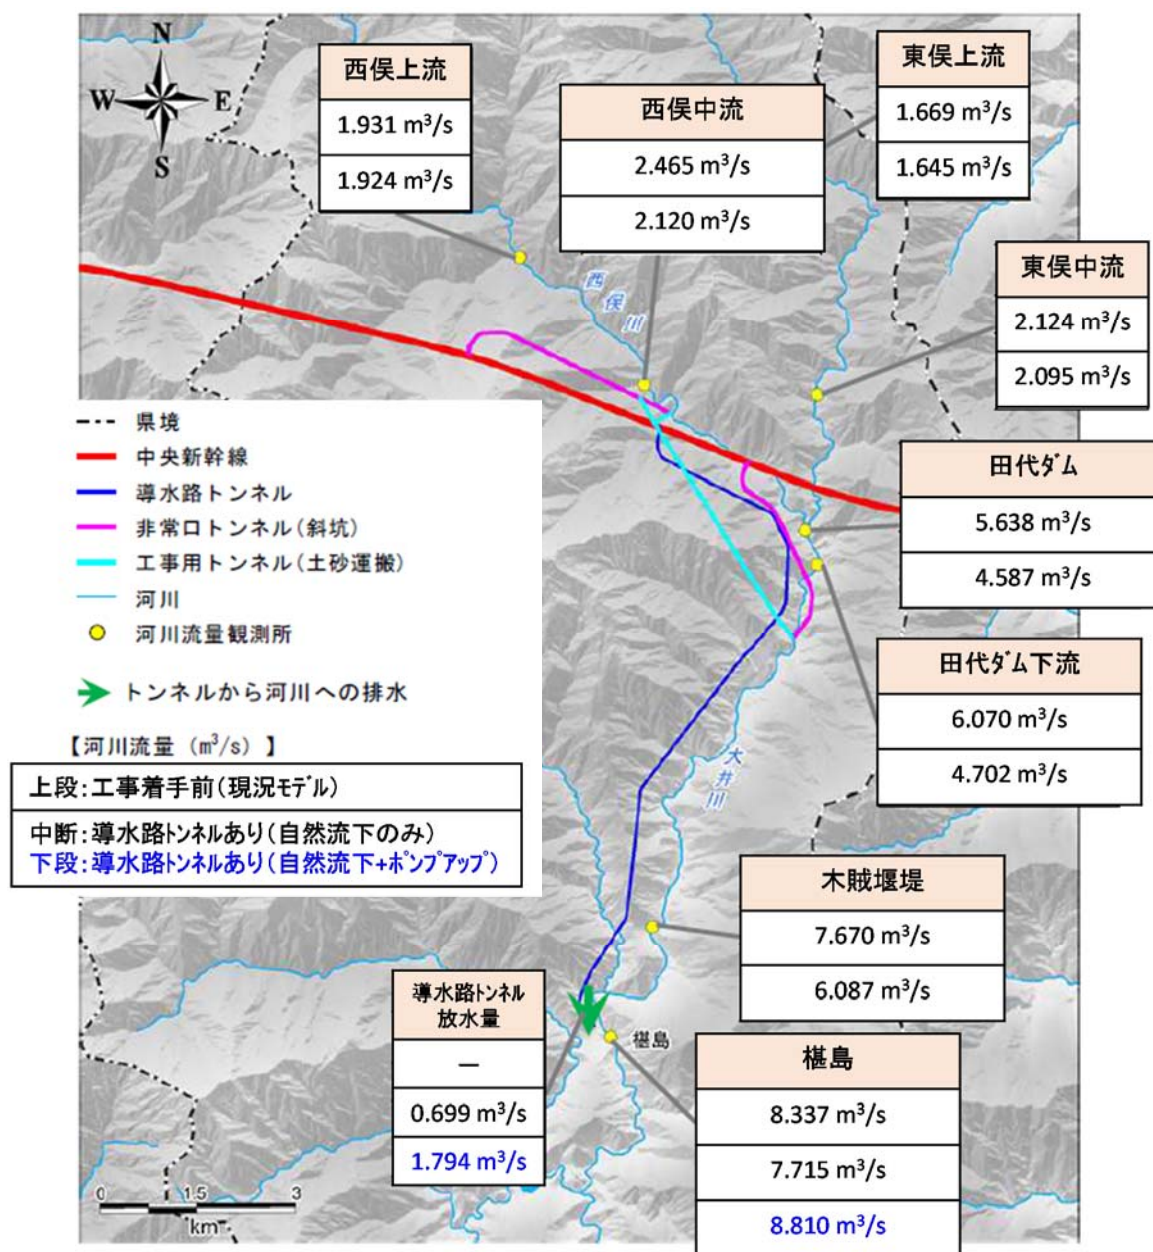 N
W E
S
西俣上流
1.931 m³/s
1.924 m³/s
西俣中流
2.465 m³/s
2.120 m³/s
東俣上流
1.669 m³/s
1.645 m³/s
東俣中流
2.124 m³/s
2.095 m³/s
西俣川
県境
中央新幹線
導水路トンネル
非常口トンネル(斜坑)
工事用トンネル(土砂運搬)
河川
河川流量観測所
トンネルから河川への排水
【河川流量 (m³/s) 】
上段:工事着手前(現況モデル)
中断:導水路トンネルあり(自然流下のみ)
下段:導水路トンネルあり(自然流下+ポンプアップ)
田代ダム
5.638 m³/s
4.587 m³/s
田代ダム下流
6.070 m³/s
4.702 m³/s
大井川
木賊堰堤
7.670 m³/s
6.087 m³/s
導水路トンネル
放水量
—
0.699 m³/s
1.794 m³/s
椹島
椹島
8.337 m³/s
7.715 m³/s
8.810 m³/s
0 1.5 3
km